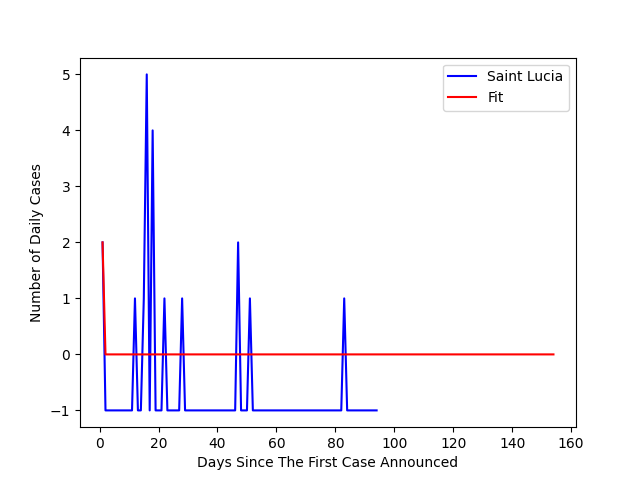 Saint Lucia
Fit
Number of Daily Cases
5
4
3
2
1
0
−1
0 20 40 60 80 100 120 140 160
Days Since The First Case Announced